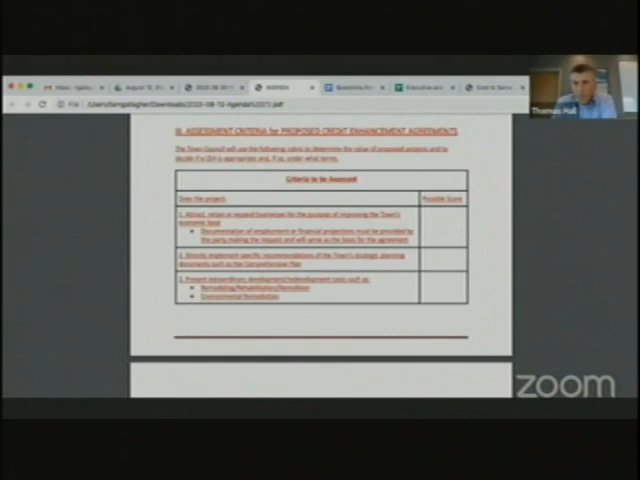 Thomas Hall
AGENDA
File
III. ASSESSMENT CRITERIA for PROPOSED CREDIT ENHANCEMENT AGREEMENTS
The Town Council will use the following rubric to determine the value of proposed projects and to
decide if a CEA is appropriate and, if so, under what terms.
Criteria to be Assessed
Does the project: Possible Score
1. Attract, retain or expand businesses for the purpose of improving the Town's
economic base
• Documentation of employment or financial projections must be provided by
the party making the request and will serve as the basis for the agreement
2. Directly implement specific recommendations of the Town's strategic planning
documents such as the Comprehensive Plan
3. Present extraordinary development/redevelopment costs such as:
• Remodeling/Rehabilitation/Demolition
• Environmental Remediation
zoom